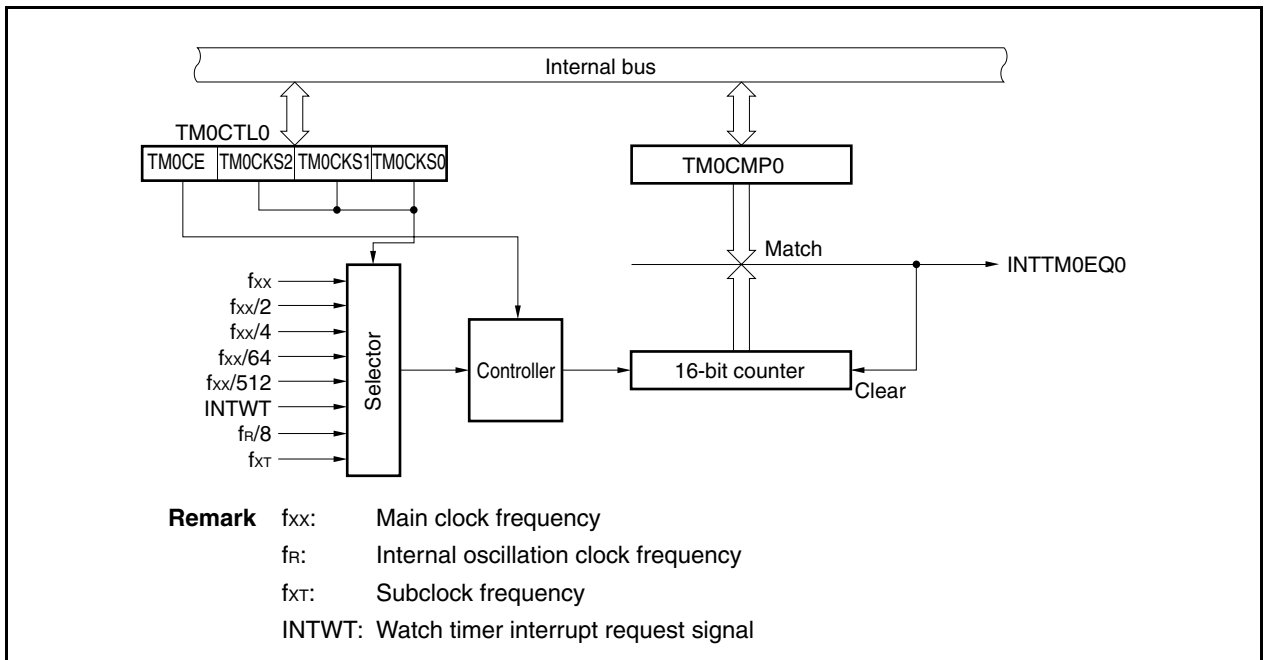 Internal bus
TM0CTL0
TM0CE TM0CKS2 TM0CKS1 TM0CKS0
TM0CMP0
Match
INTTM0EQ0
fXX
fXX/2
fXX/4
fXX/64
fXX/512
INTWT
fR/8
fXT
Selector
Controller
16-bit counter
Clear
Remark fXX: Main clock frequency
fR: Internal oscillation clock frequency
fXT: Subclock frequency
INTWT: Watch timer interrupt request signal